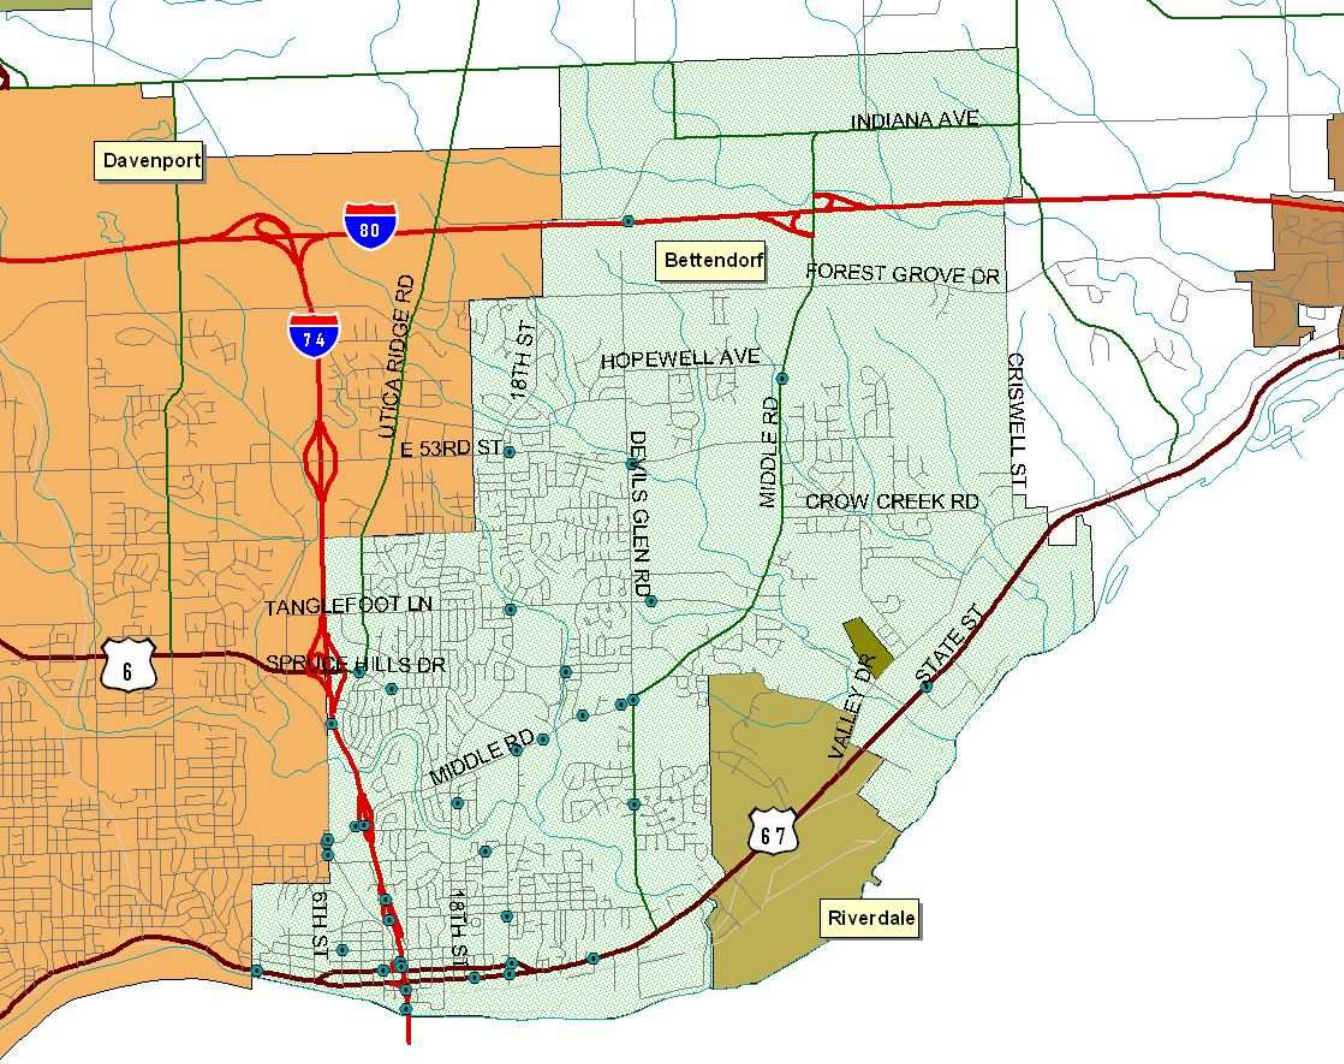 INDIANA AVE
Davenport
80
Bettendorf
FOREST GROVE DR
74
UTICA RIDGE RD
18TH ST
HOPEWELL AVE
CRISWELL ST
E 53RD ST
DEVILS GLEN RD
MIDDLE RD
CROW CREEK RD
TANGLEFOOT LN
6
SPRUCE HILLS DR
STATE ST
VALLEY DR
MIDDLE RD
67
6TH ST
18TH ST
Riverdale